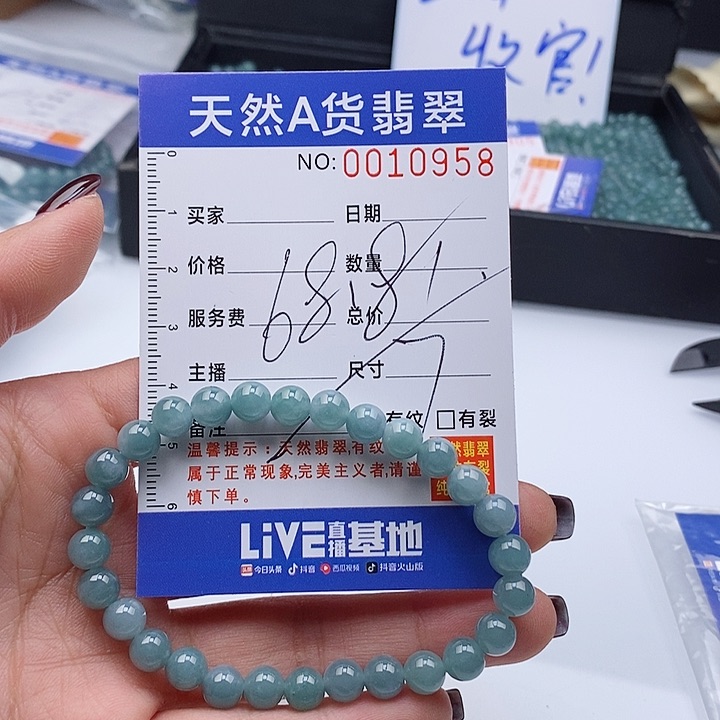 收官!
天然A货翡翠
NO: 0010958
买家 日期
价格 数量
服务费 总价
68.8/
主播 尺寸
备注 有纹 □有裂
温馨提示：天然翡翠,有纹
属于正常现象,完美主义者,请谨
慎下单。
LiVE直播基地
头条 今日头条 抖音 西瓜视频 抖音火山版
0
1
2
3
4
5
6